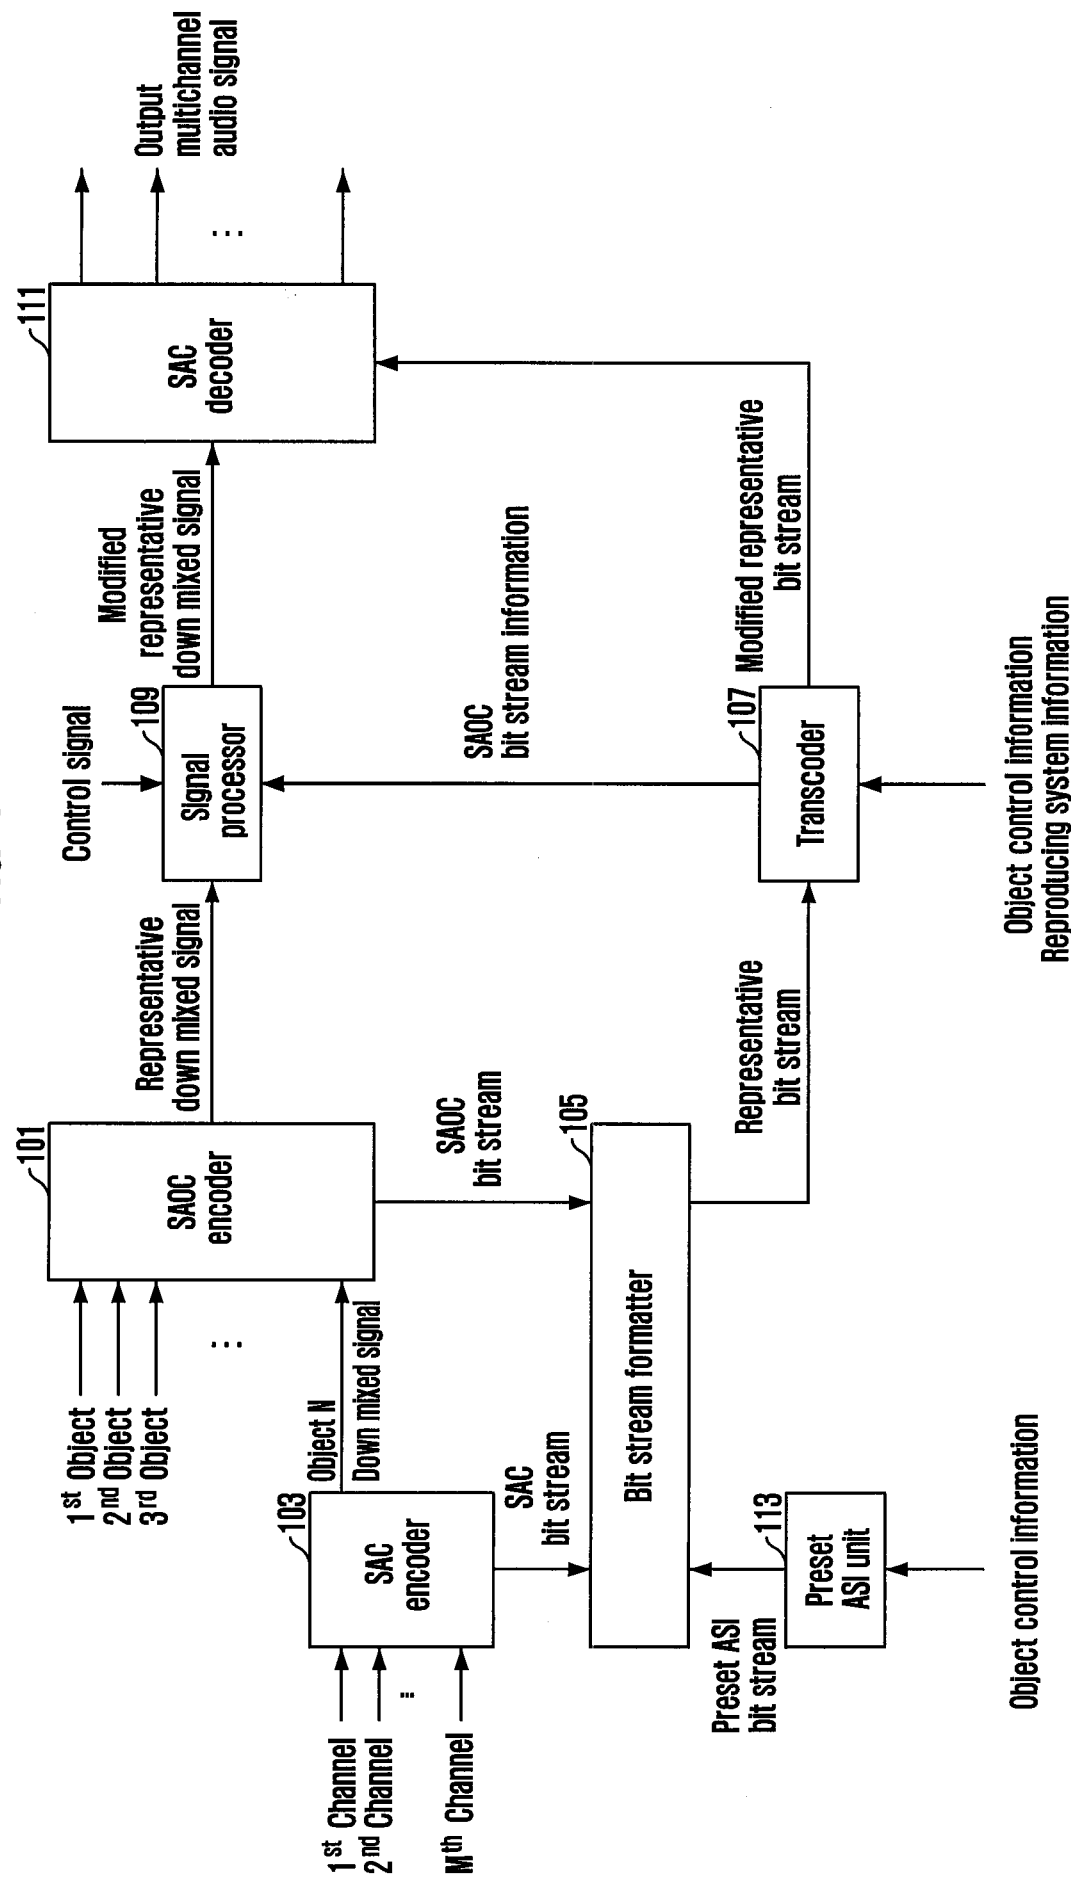 1st Object
2nd Object
3rd Object
...
1st Channel
2nd Channel
...
Mth Channel
103
SAC
encoder
Object N
Down mixed signal
SAC
bit stream
101
SAOC
encoder
SAOC
bit stream
Representative
down mixed signal
Control signal
109
Signal
processor
Modified
representative
down mixed signal
111
SAC
decoder
...
Output
multichannel
audio signal
SAOC
bit stream information
105
Bit stream formatter
Preset ASI
bit stream
113
Preset
ASI unit
Object control information
Representative
bit stream
107
Transcoder
Modified representative
bit stream
Object control information
Reproducing system information